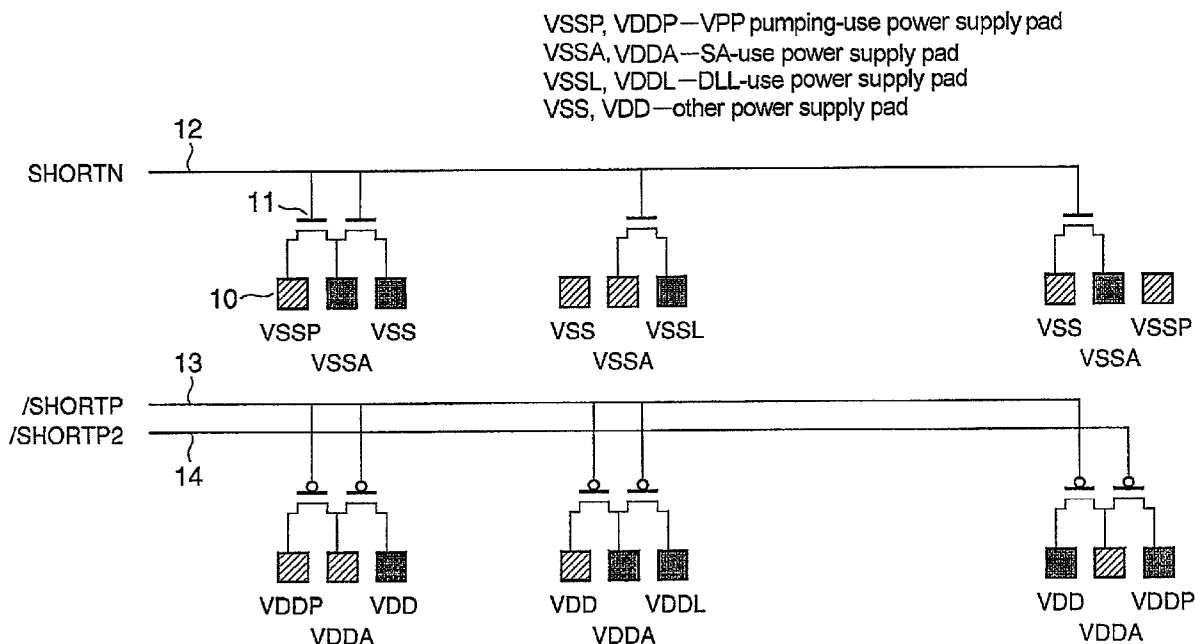 VSSP, VDDP—VPP pumping-use power supply pad
VSSA, VDDA—SA-use power supply pad
VSSL, VDDL—DLL-use power supply pad
VSS, VDD—other power supply pad
12
SHORTN
11
10
VSSP VSS VSS VSSL VSS VSSP
VSSA VSSA VSSA
13
/SHORTP
/SHORTP2
14
VDDP VDD VDD VDDL VDD VDDP
VDDA VDDA VDDA